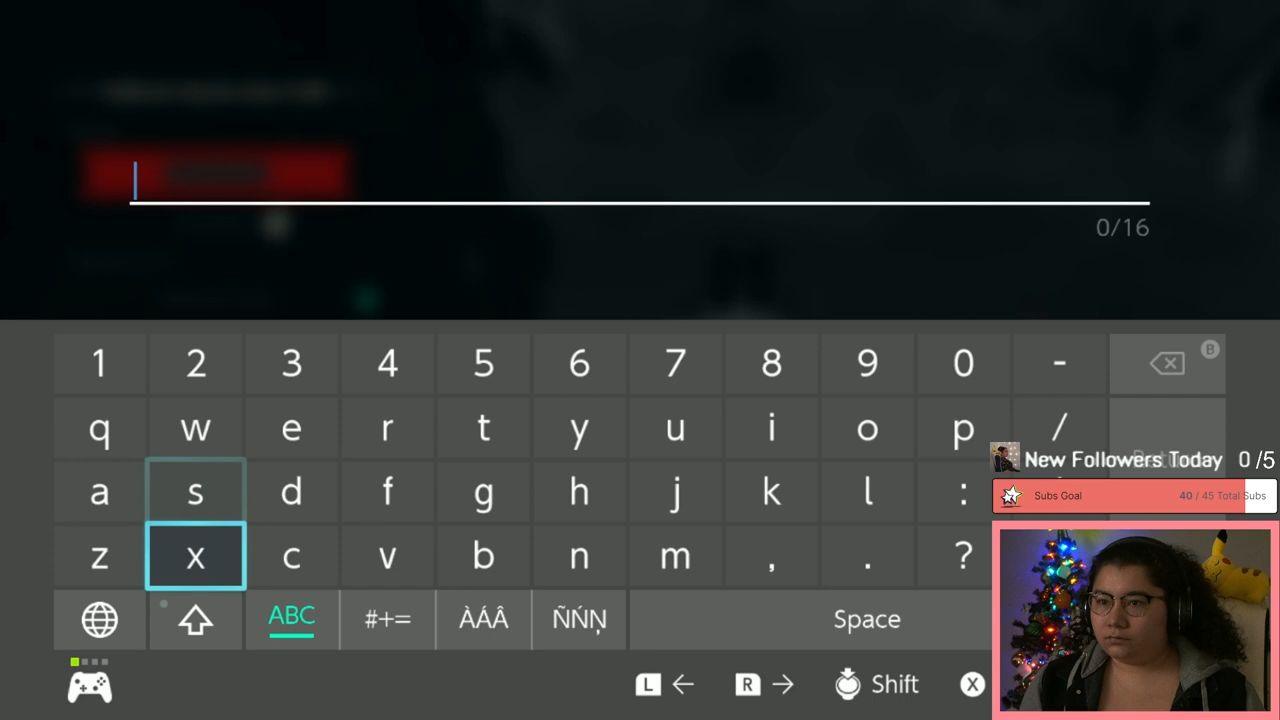 0/16
1 2 3 4 5 6 7 8 9 0 - B
q w e r t y u i o p /
a s d f g h j k l :
z x c v b n m , . ?
ABC #+= ÀÁÂ ÑŃŅ Space
L ← R → Shift X
New Followers Today 0/5
Subs Goal 40 / 45 Total Subs